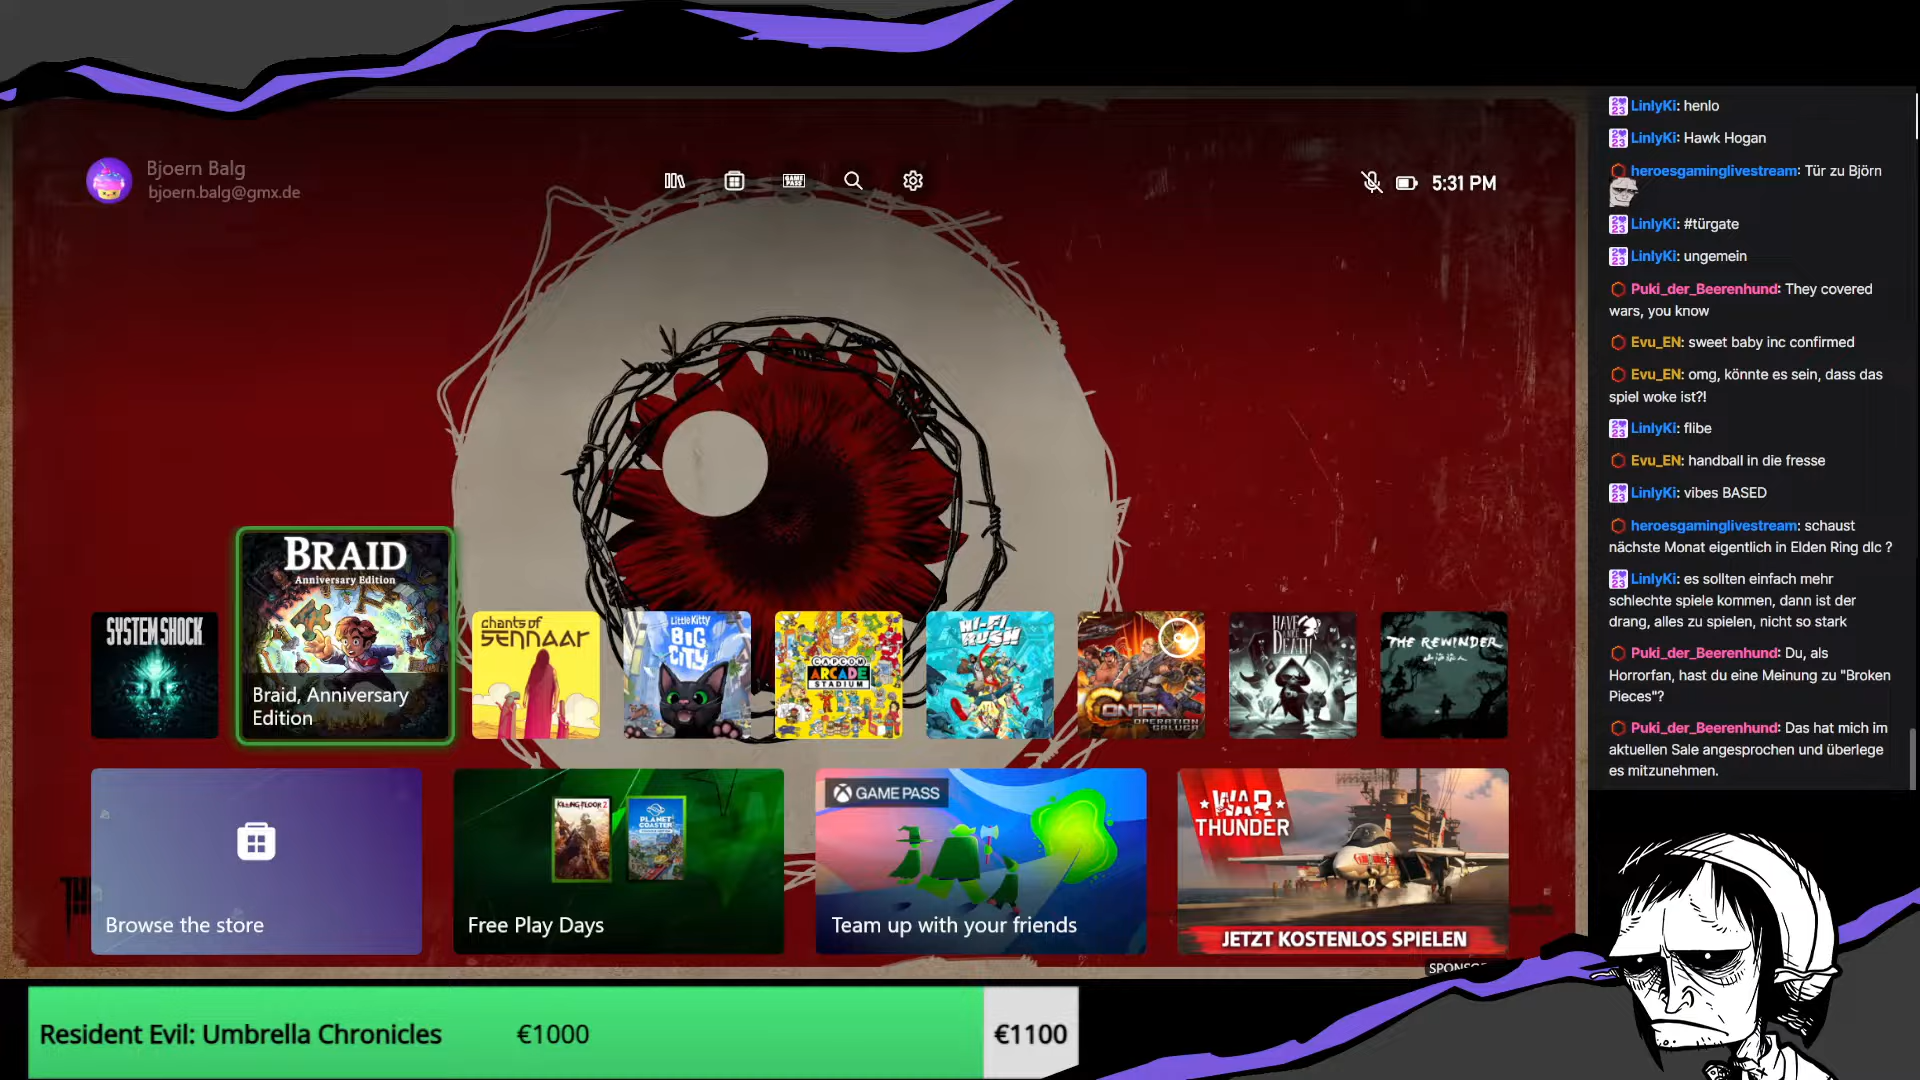 Bjoern Balg
bjoern.balg@gmx.de
GAME
PASS
5:31 PM
SYSTEM SHOCK
BRAID
Anniversary Edition
Braid, Anniversary
Edition
chants of
SENNAAR
Little Kitty
BIG
CITY
CAPCOM
ARCADE
STADIUM
HI-FI
RUSH
CONTRA
OPERATION
GALUGA
HAVE A NICE
DEATH
THE REWINDER
Browse the store
KILLING FLOOR 2
PLANET
COASTER
Free Play Days
GAME PASS
Team up with your friends
WAR
THUNDER
JETZT KOSTENLOS SPIELEN
Resident Evil: Umbrella Chronicles €1000 €1100
LinlyKi: henlo
LinlyKi: Hawk Hogan
heroesgaminglivestream: Tür zu Björn
LinlyKi: #türgate
LinlyKi: ungemein
Puki_der_Beerenhund: They covered
wars, you know
Evu_EN: sweet baby inc confirmed
Evu_EN: omg, könnte es sein, dass das
spiel woke ist?!
LinlyKi: flibe
Evu_EN: handball in die fresse
LinlyKi: vibes BASED
heroesgaminglivestream: schaust
nächste Monat eigentlich in Elden Ring dlc ?
LinlyKi: es sollten einfach mehr
schlechte spiele kommen, dann ist der
drang, alles zu spielen, nicht so stark
Puki_der_Beerenhund: Du, als
Horrorfan, hast du eine Meinung zu "Broken
Pieces"?
Puki_der_Beerenhund: Das hat mich im
aktuellen Sale angesprochen und überlege
es mitzunehmen.